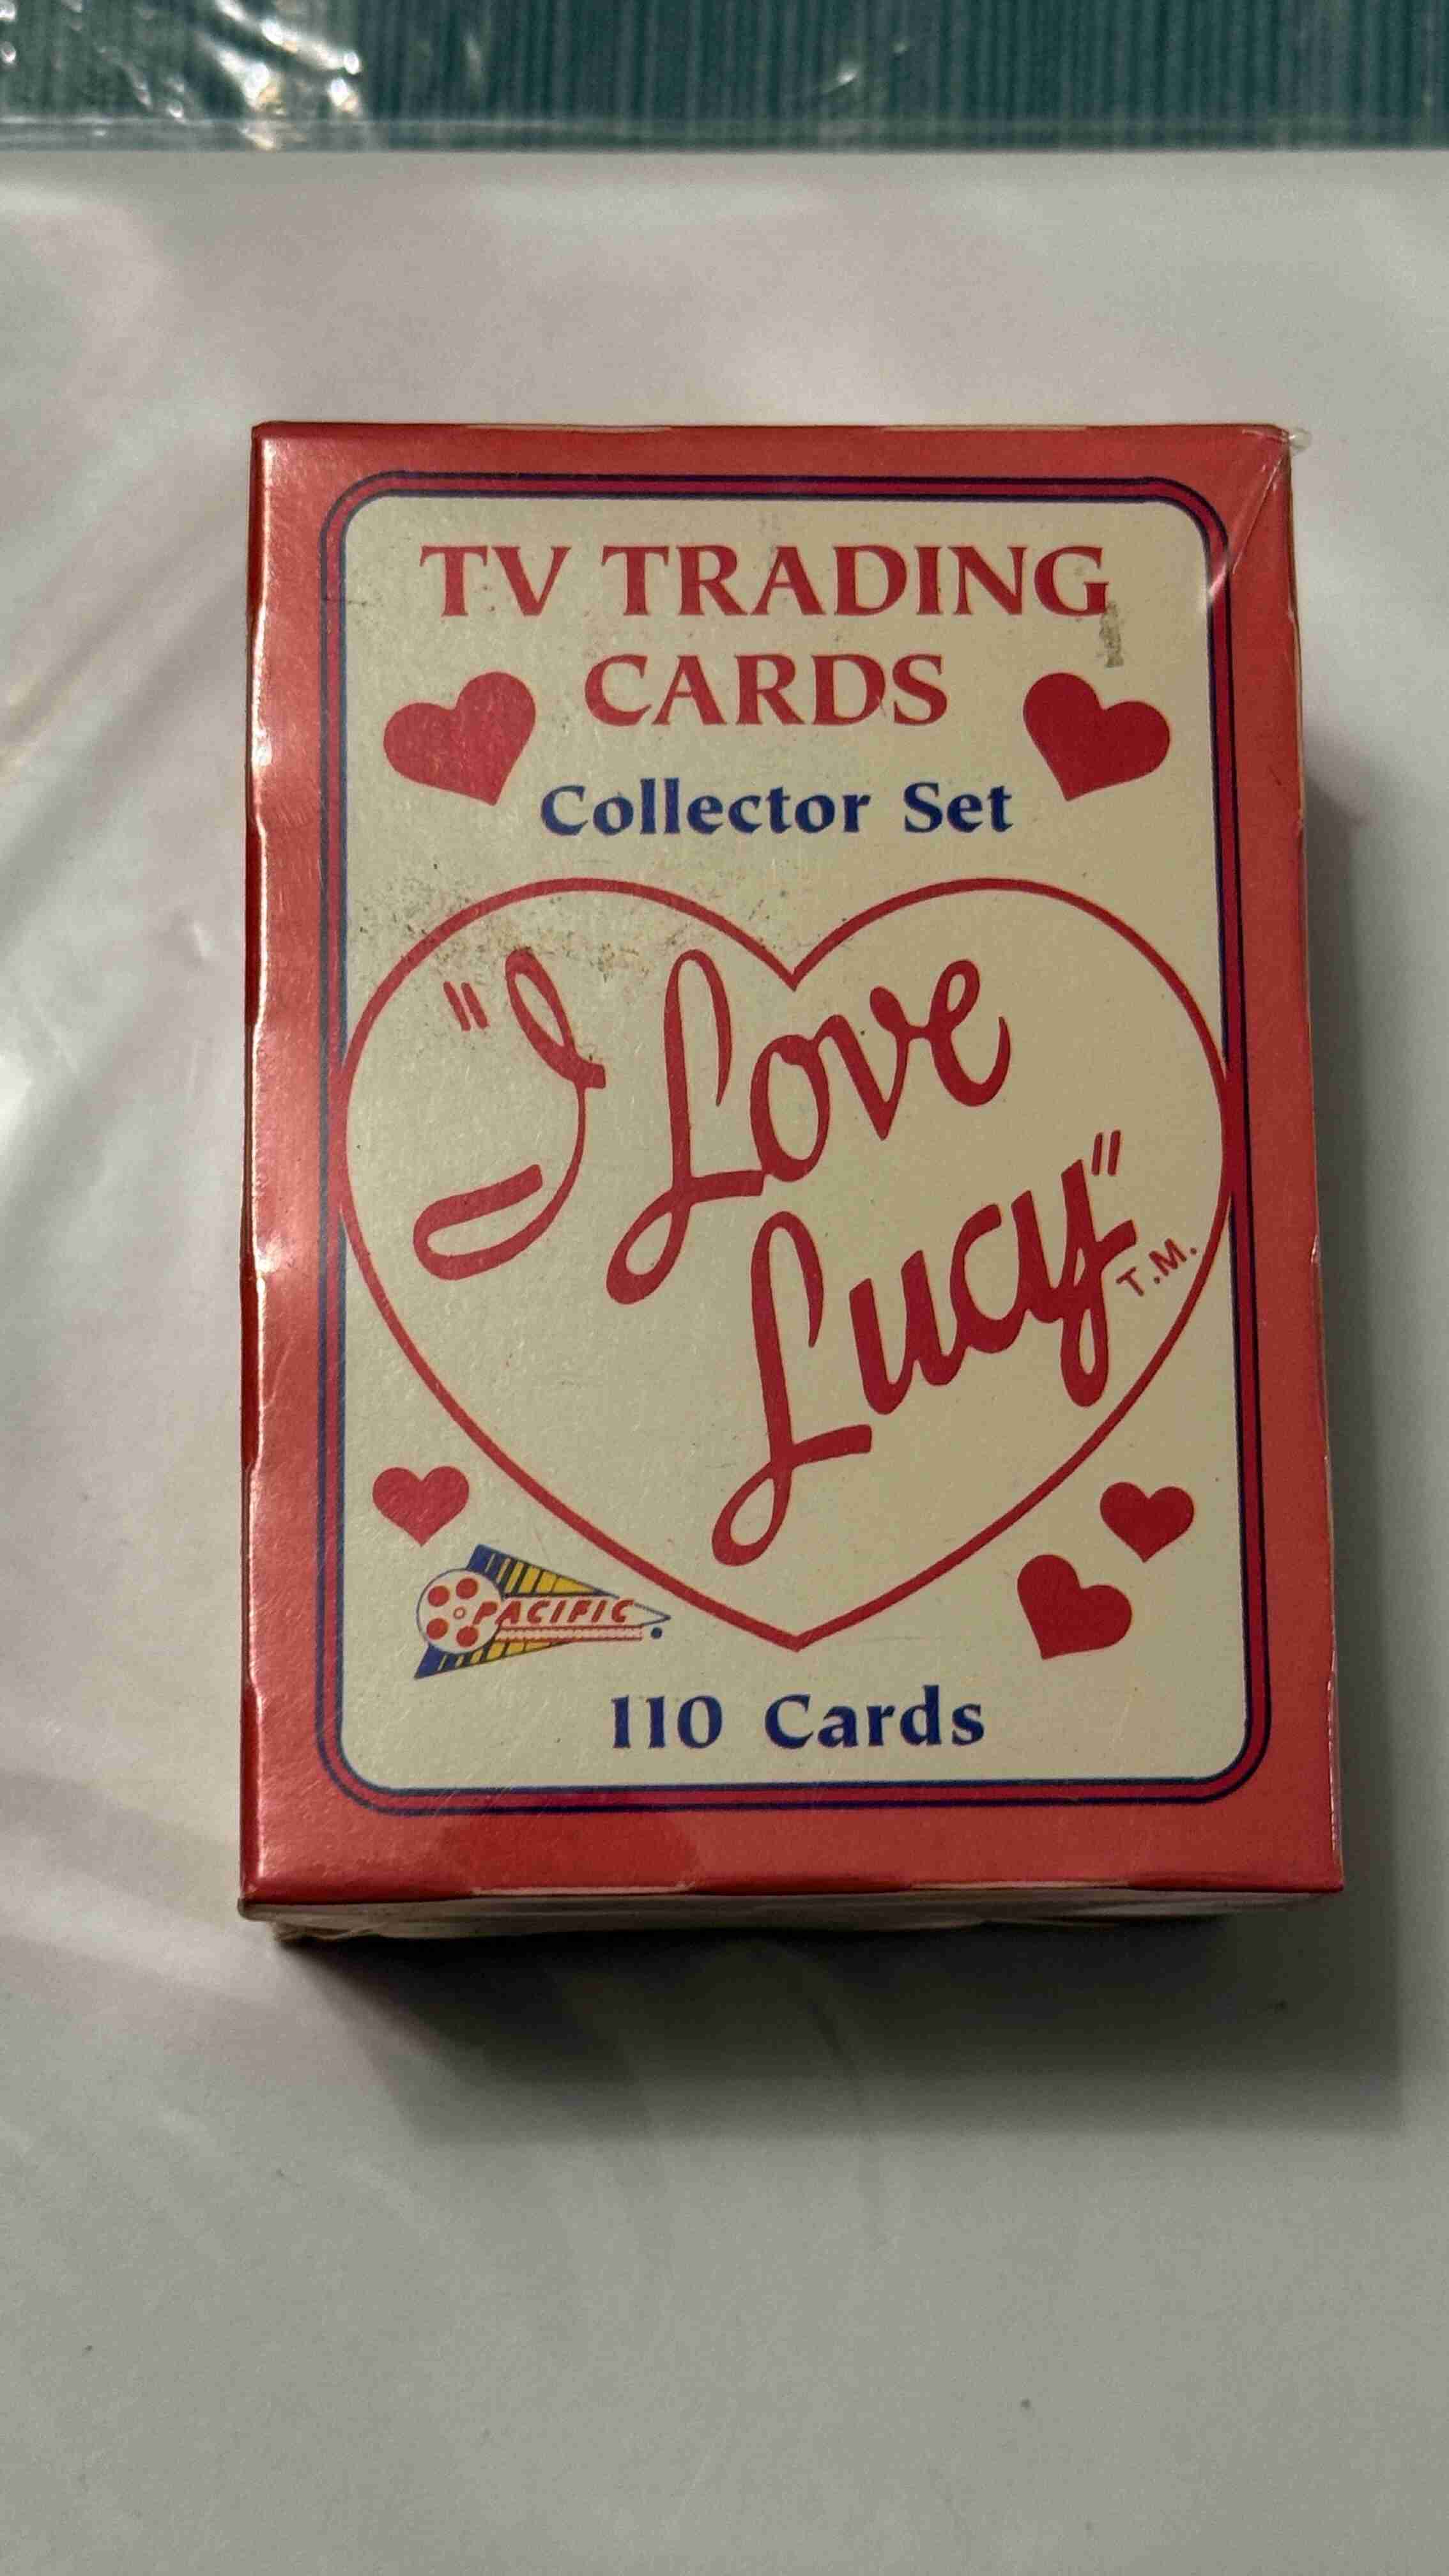 TV TRADING
CARDS
Collector Set
"I Love
Lucy" T.M.
PACIFIC
110 Cards